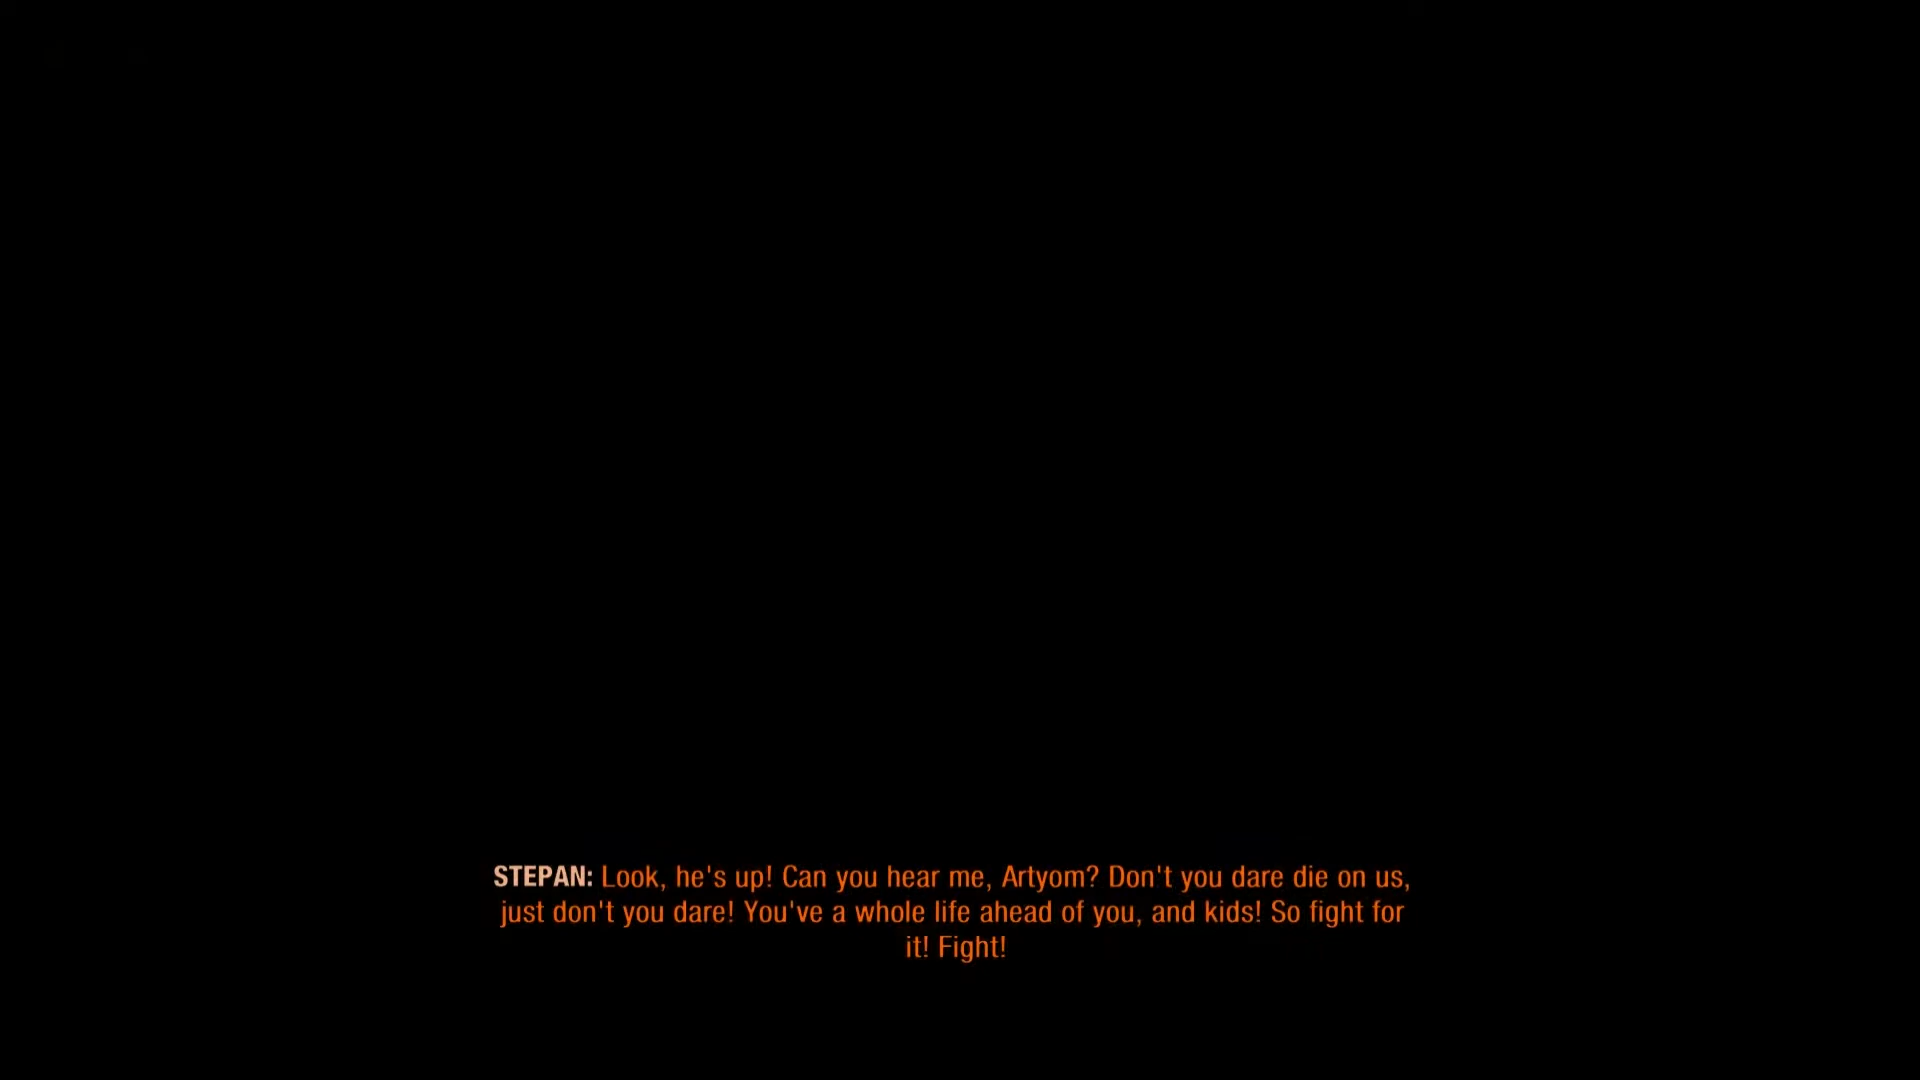 STEPAN: Look, he's up! Can you hear me, Artyom? Don't you dare die on us,
just don't you dare! You've a whole life ahead of you, and kids! So fight for
it! Fight!